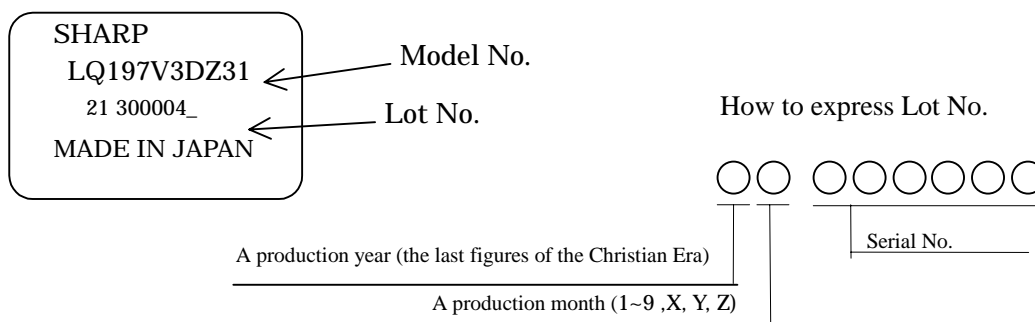 SHARP
LQ197V3DZ31
21 300004_
MADE IN JAPAN
Model No.
Lot No.
How to express Lot No.
Serial No.
A production year (the last figures of the Christian Era)
A production month (1~9 ,X, Y, Z)